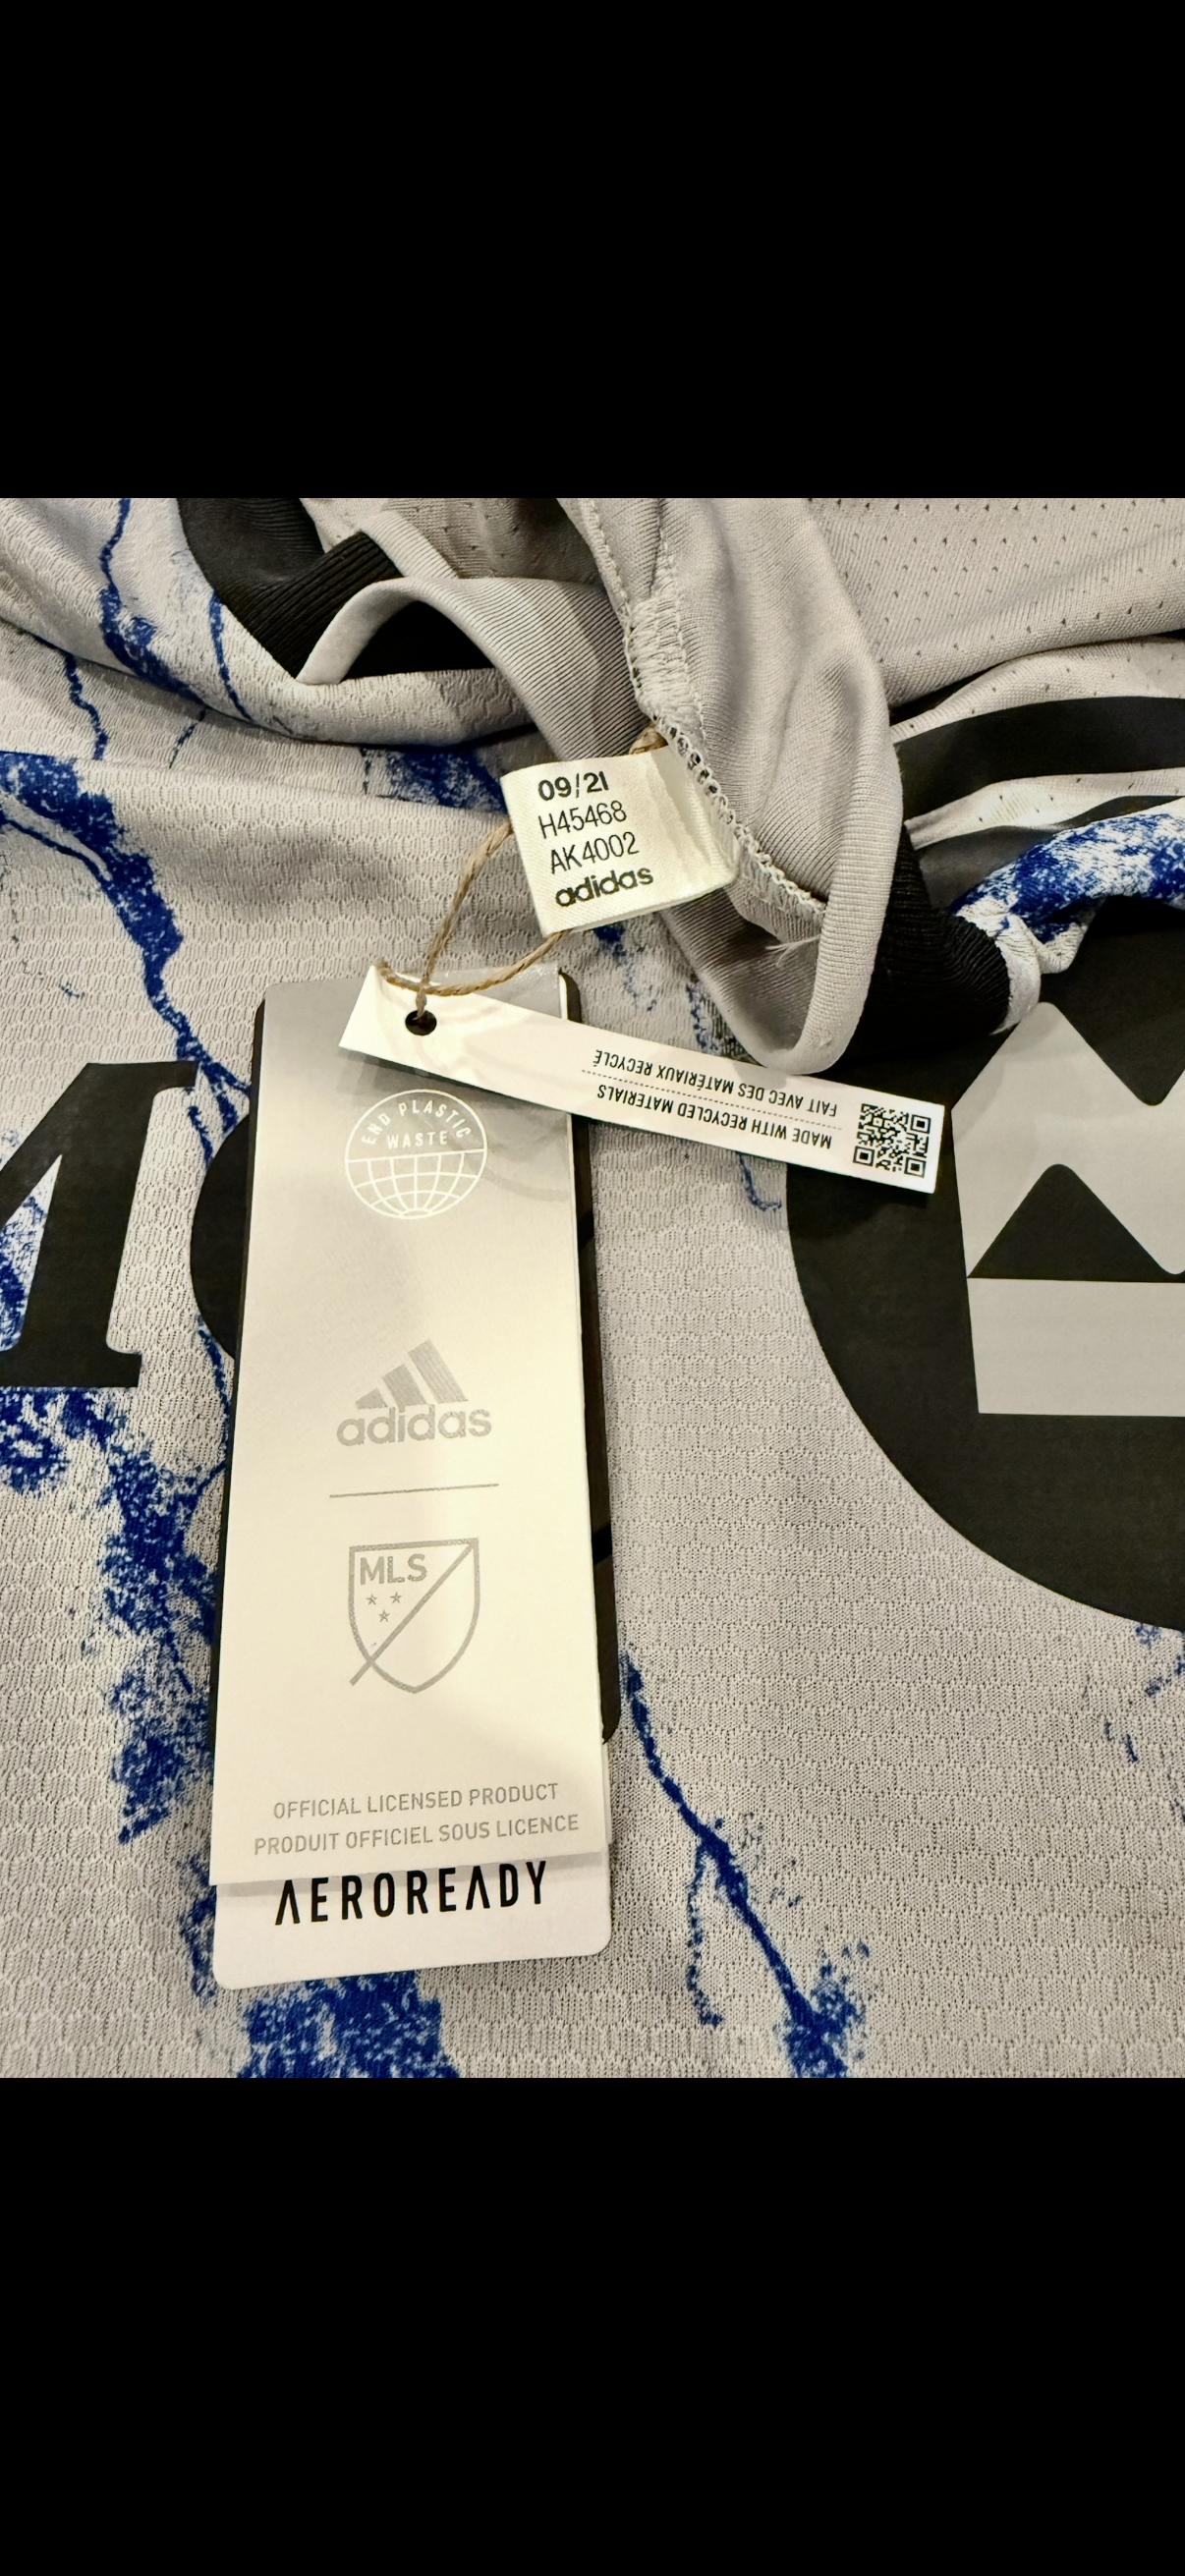 09/21
H45468
AK4002
adidas
MADE WITH RECYCLED MATERIALS
FAIT AVEC DES MATÉRIAUX RECYCLÉ
END PLASTIC
WASTE
adidas
MLS
OFFICIAL LICENSED PRODUCT
PRODUIT OFFICIEL SOUS LICENCE
AEROREADY